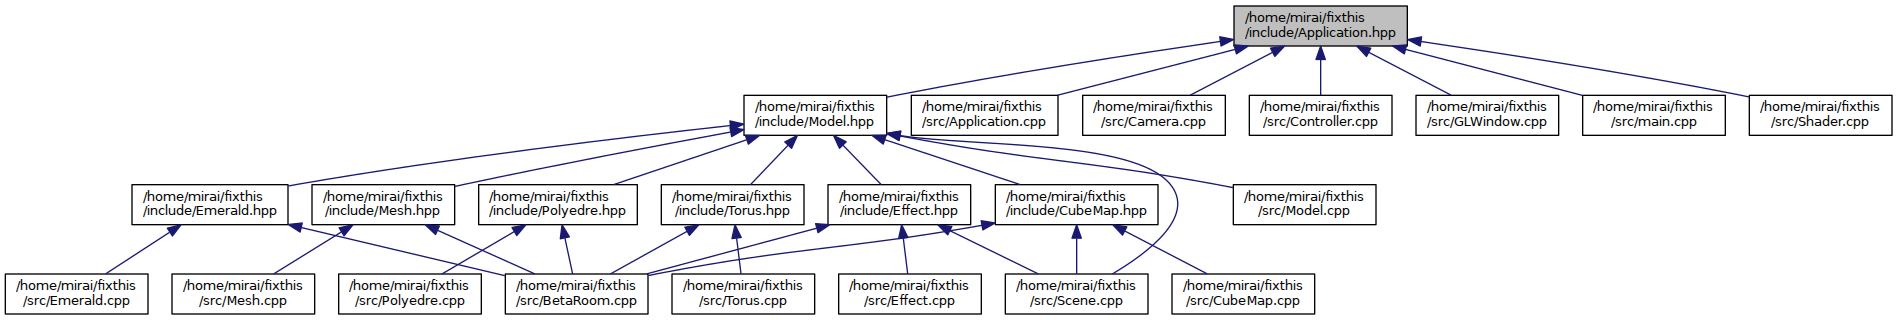 /home/mirai/fixthis
/include/Application.hpp
/home/mirai/fixthis
/include/Model.hpp
/home/mirai/fixthis
/src/Application.cpp
/home/mirai/fixthis
/src/Camera.cpp
/home/mirai/fixthis
/src/Controller.cpp
/home/mirai/fixthis
/src/GLWindow.cpp
/home/mirai/fixthis
/src/main.cpp
/home/mirai/fixthis
/src/Shader.cpp
/home/mirai/fixthis
/include/Emerald.hpp
/home/mirai/fixthis
/include/Mesh.hpp
/home/mirai/fixthis
/include/Polyedre.hpp
/home/mirai/fixthis
/include/Torus.hpp
/home/mirai/fixthis
/include/Effect.hpp
/home/mirai/fixthis
/include/CubeMap.hpp
/home/mirai/fixthis
/src/Model.cpp
/home/mirai/fixthis
/src/Emerald.cpp
/home/mirai/fixthis
/src/Mesh.cpp
/home/mirai/fixthis
/src/Polyedre.cpp
/home/mirai/fixthis
/src/BetaRoom.cpp
/home/mirai/fixthis
/src/Torus.cpp
/home/mirai/fixthis
/src/Effect.cpp
/home/mirai/fixthis
/src/Scene.cpp
/home/mirai/fixthis
/src/CubeMap.cpp